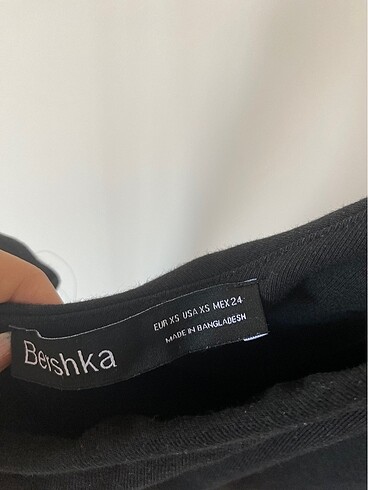 Bershka
EUR XS USA XS MEX 24
MADE IN BANGLADESH